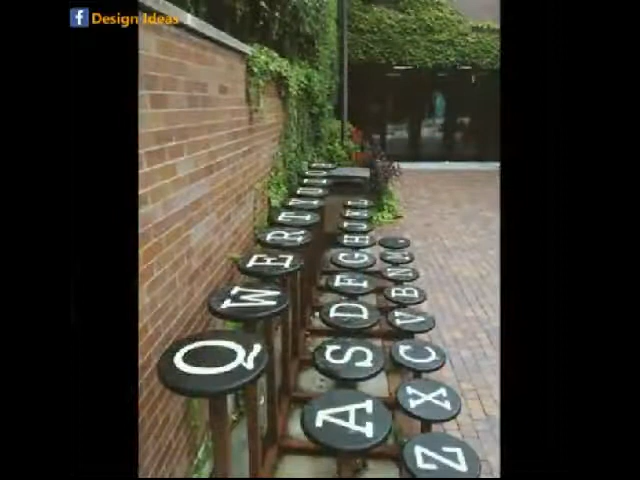 Design Ideas
Q W E R T Y U I O
A S D F G H J K L
Z X C V B N M